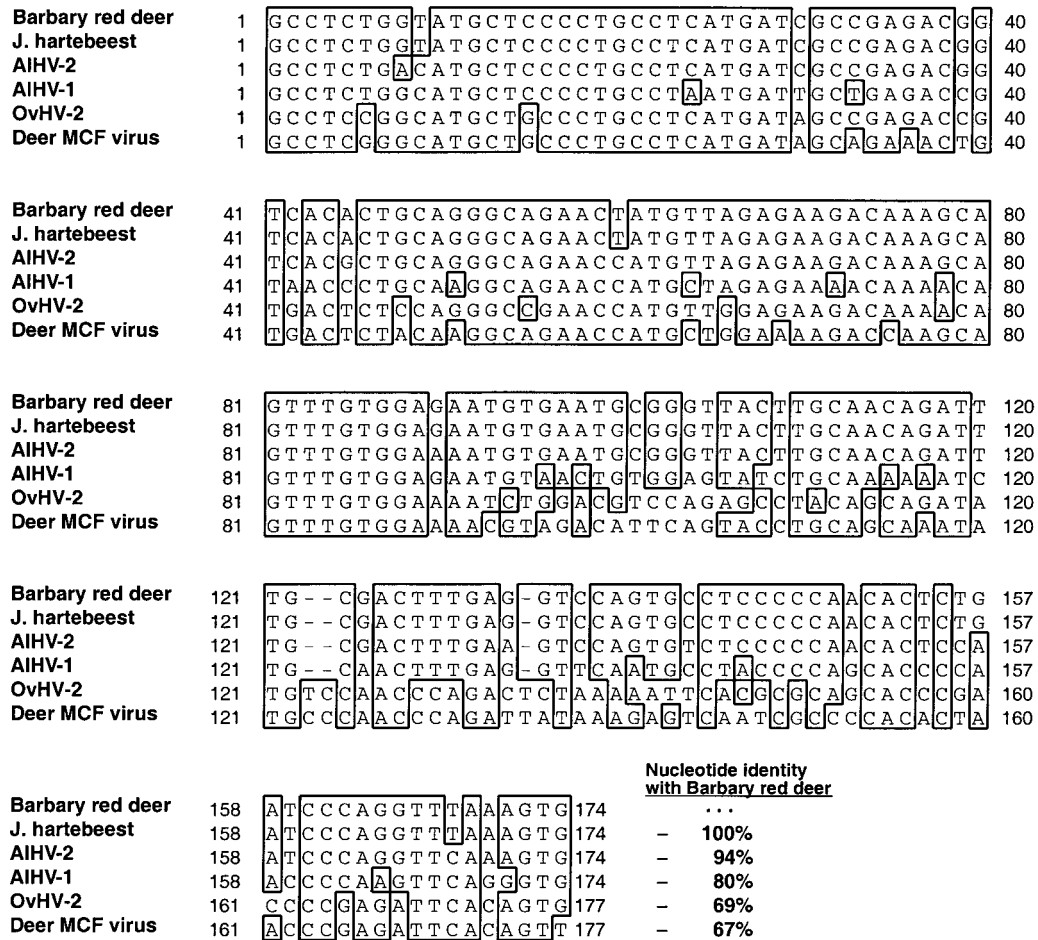 Barbary red deer 1 GCCTCTGGTATGCTCCCCTGCCTCATGATCGCCGAGACGG 40
J. hartebeest 1 GCCTCTGGTATGCTCCCCTGCCTCATGATCGCCGAGACGG 40
AlHV-2 1 GCCTCTGACATGCTCCCCTGCCTCATGATCGCCGAGACGG 40
AlHV-1 1 GCCTCTGGCATGCTCCCCTGCCTAATGATTGCTGAGACCG 40
OvHV-2 1 GCCTCCGGCATGCTGCCCTGCCTCATGATAGCCGAGACCG 40
Deer MCF virus 1 GCCTCGGGCATGCTGCCCTGCCTCATGATAGCAGAAACTG 40
Barbary red deer 41 TCACACTGCAGGGCAGAACTATGTTAGAGAAGACAAAGCA 80
J. hartebeest 41 TCACACTGCAGGGCAGAACTATGTTAGAGAAGACAAAGCA 80
AlHV-2 41 TCACGCTGCAGGGCAGAACCATGTTAGAGAAGACAAAGCA 80
AlHV-1 41 TAACCCTGCAAGGCAGAACCATGCTAGAGAAAACAAAACA 80
OvHV-2 41 TGACTCTCCAGGGCCGAACCATGTTGGAGAAGACAAAACA 80
Deer MCF virus 41 TGACTCTACAAGGCAGAACCATGCTGGAAAAGACCAAGCA 80
Barbary red deer 81 GTTTGTGGAGAATGTGAATGCGGGTTACTTGCAACAGATT 120
J. hartebeest 81 GTTTGTGGAGAATGTGAATGCGGGTTACTTGCAACAGATT 120
AlHV-2 81 GTTTGTGGAAAATGTGAATGCGGGTTACTTGCAACAGATT 120
AlHV-1 81 GTTTGTGGAGAATGTAACTGTGGAGTATCTGCAAAAAATC 120
OvHV-2 81 GTTTGTGGAAAATCTGGACGTCCAGAGCCTACAGCAGATA 120
Deer MCF virus 81 GTTTGTGGAAAACGTAGACATTCAGTACCTGCAGCAAATA 120
Barbary red deer 121 TG--CGACTTTGAG-GTCCAGTGCCTCCCCCAACACTCTG 157
J. hartebeest 121 TG--CGACTTTGAG-GTCCAGTGCCTCCCCCAACACTCTG 157
AlHV-2 121 TG--CGACTTTGAA-GTCCAGTGTCTCCCCCAACACTCCA 157
AlHV-1 121 TG--CAACTTTGAG-GTTCAATGCCTACCCCAGCACCCCA 157
OvHV-2 121 TGTCCAACCCAGACTCTAAAAATTCACGCGCAGCACCCGA 160
Deer MCF virus 121 TGCCCAACCCAGATTATAAAGAGTCAATCGCCCCACACTA 160
Nucleotide identity
with Barbary red deer
Barbary red deer 158 ATCCCAGGTTTAAAGTG 174 ...
J. hartebeest 158 ATCCCAGGTTTAAAGTG 174 – 100%
AlHV-2 158 ATCCCAGGTTCAAAGTG 174 – 94%
AlHV-1 158 ACCCCAAGTTCAGGGTG 174 – 80%
OvHV-2 161 CCCCGAGATTCACAGTG 177 – 69%
Deer MCF virus 161 ACCCGAGATTCACAGTT 177 – 67%